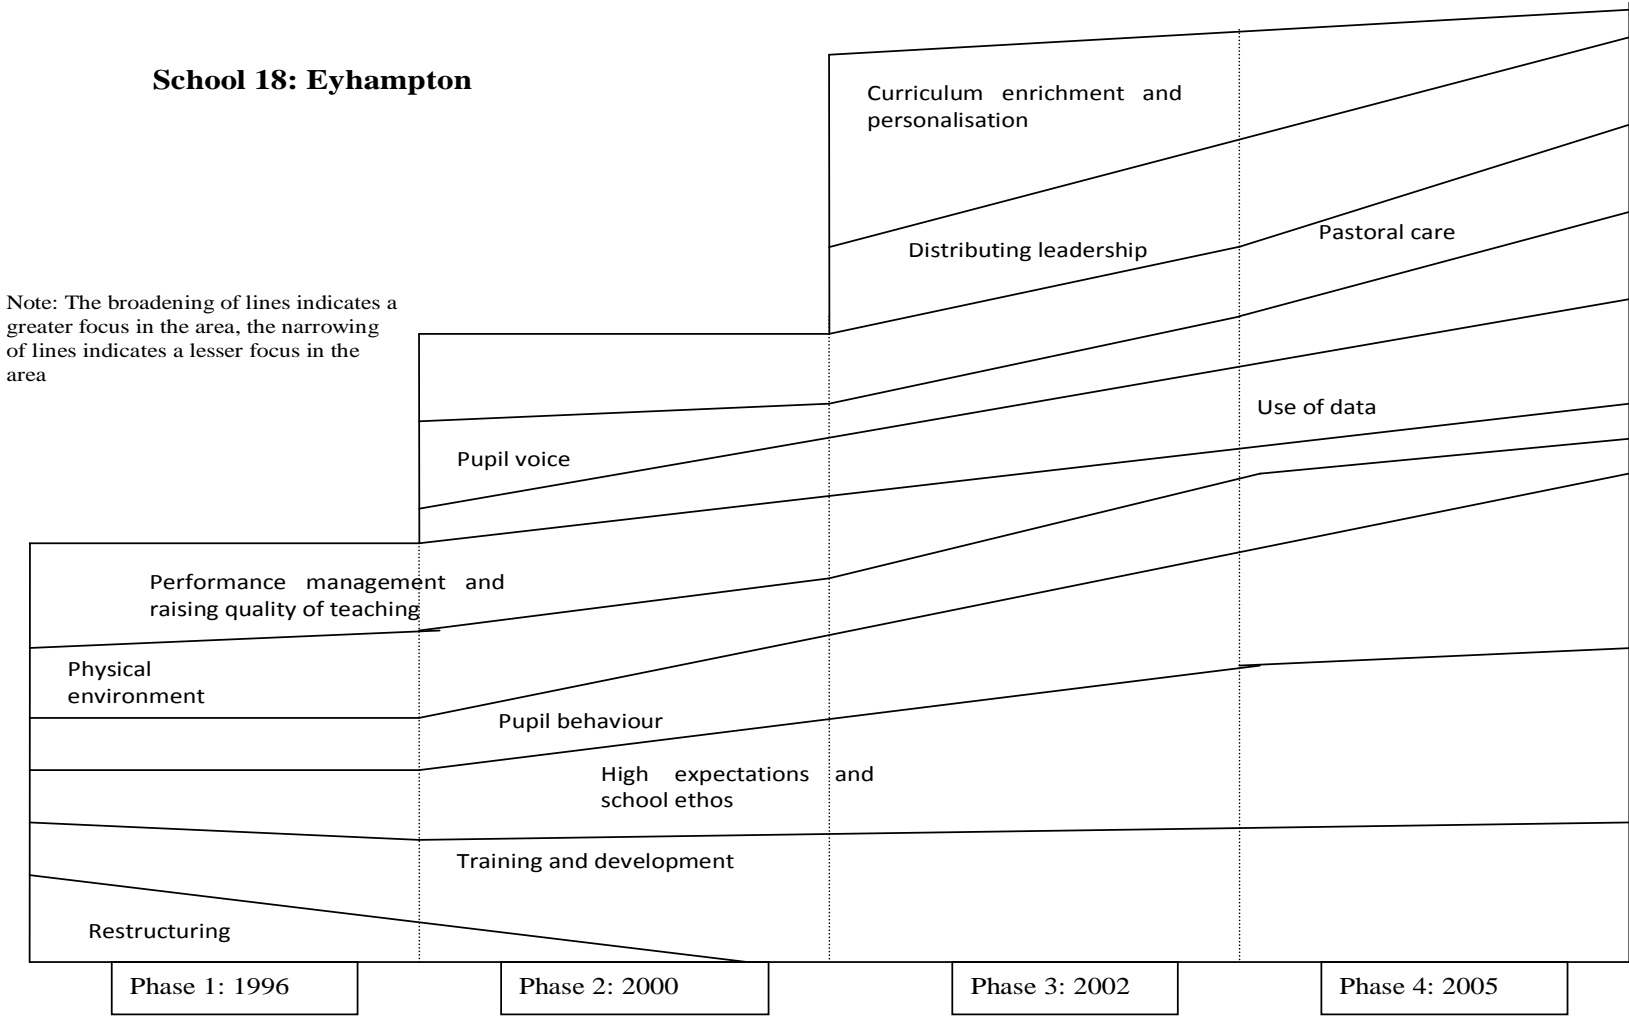 School 18: Eyhampton
Curriculum enrichment and
personalisation
Distributing leadership
Pastoral care
Note: The broadening of lines indicates a
greater focus in the area, the narrowing
of lines indicates a lesser focus in the
area
Use of data
Pupil voice
Performance management and
raising quality of teaching
Physical
environment
Pupil behaviour
High expectations and
school ethos
Training and development
Restructuring
Phase 1: 1996
Phase 2: 2000
Phase 3: 2002
Phase 4: 2005